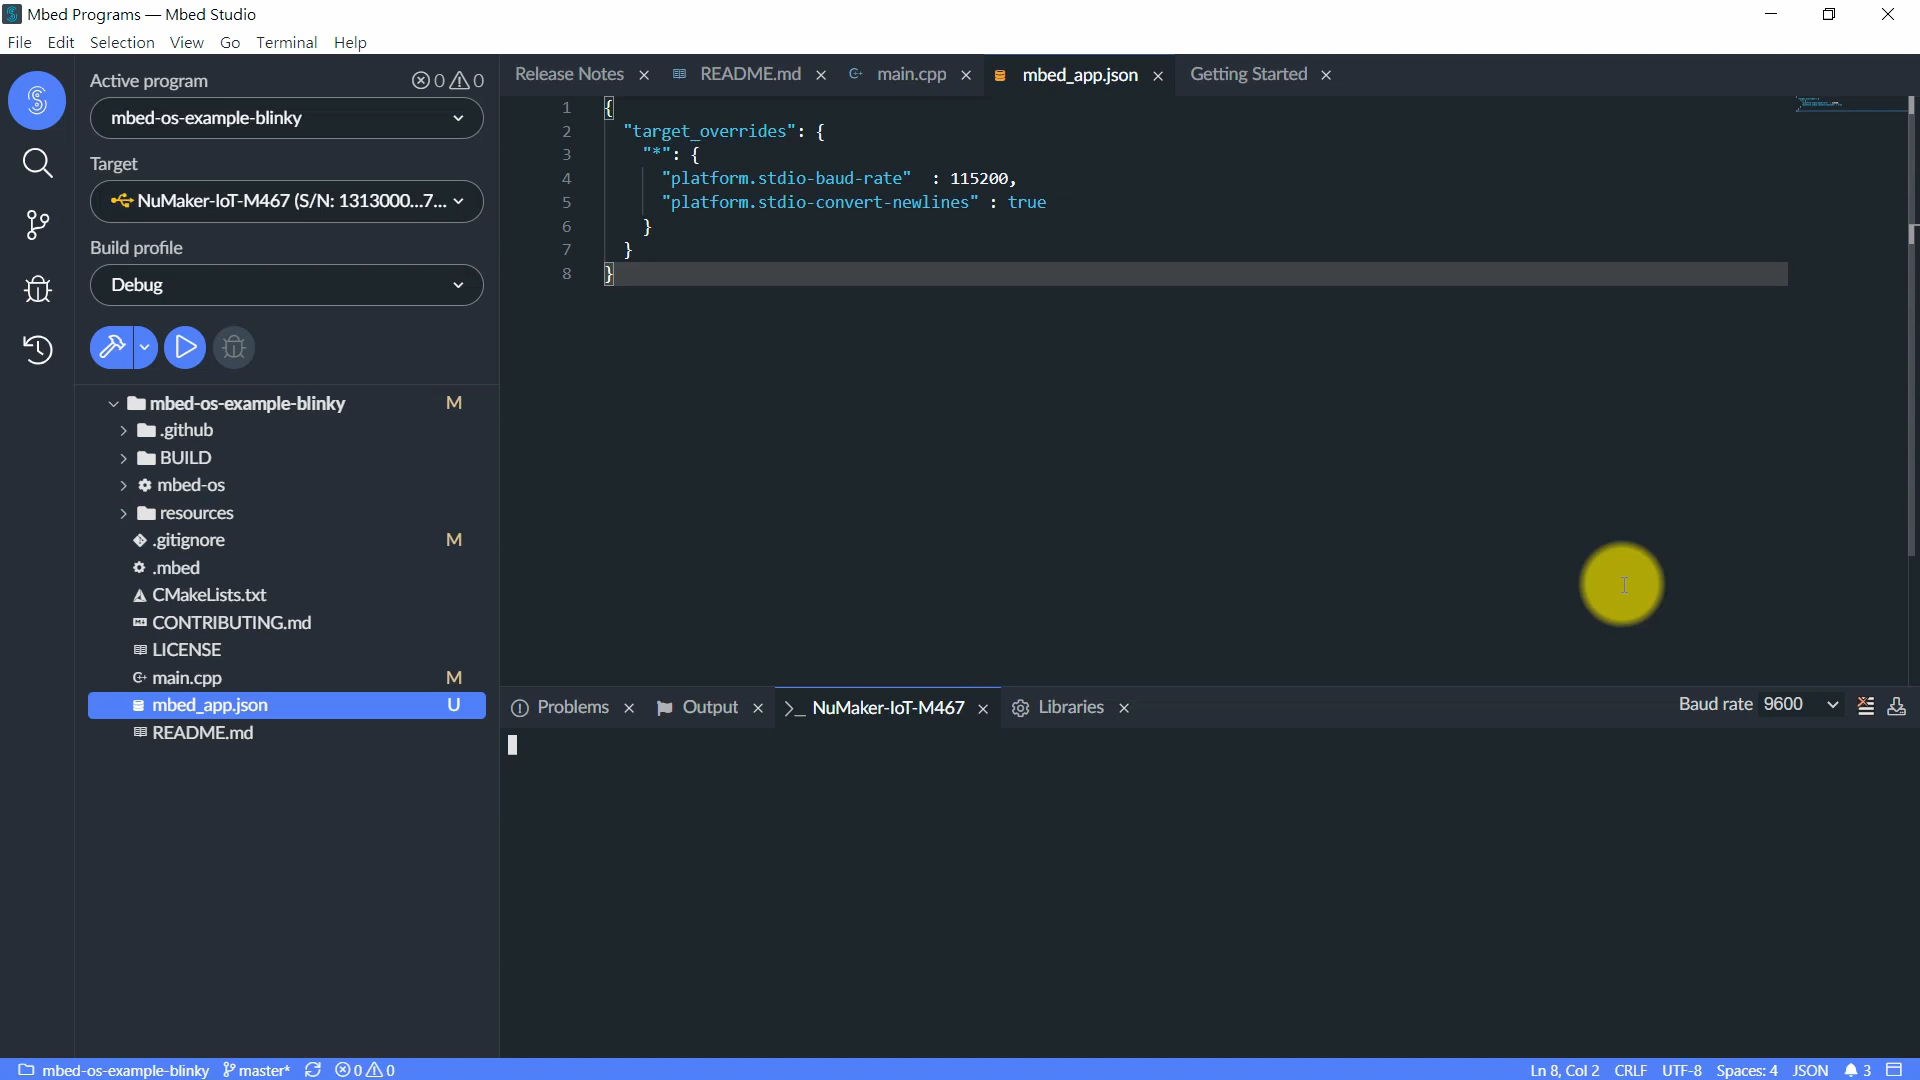 Mbed Programs — Mbed Studio
File Edit Selection View Go Terminal Help
Active program 0 0
mbed-os-example-blinky
Target
NuMaker-IoT-M467 (S/N: 1313000...7...
Build profile
Debug
mbed-os-example-blinky M
.github
BUILD
mbed-os
resources
.gitignore M
.mbed
CMakeLists.txt
CONTRIBUTING.md
LICENSE
main.cpp M
mbed_app.json U
README.md
Release Notes README.md main.cpp mbed_app.json Getting Started
1 {
2 "target_overrides": {
3 "*": {
4 "platform.stdio-baud-rate" : 115200,
5 "platform.stdio-convert-newlines" : true
6 }
7 }
8 }
Problems Output >_ NuMaker-IoT-M467 Libraries Baud rate 9600
mbed-os-example-blinky master* 0 0 Ln 8, Col 2 CRLF UTF-8 Spaces: 4 JSON 3